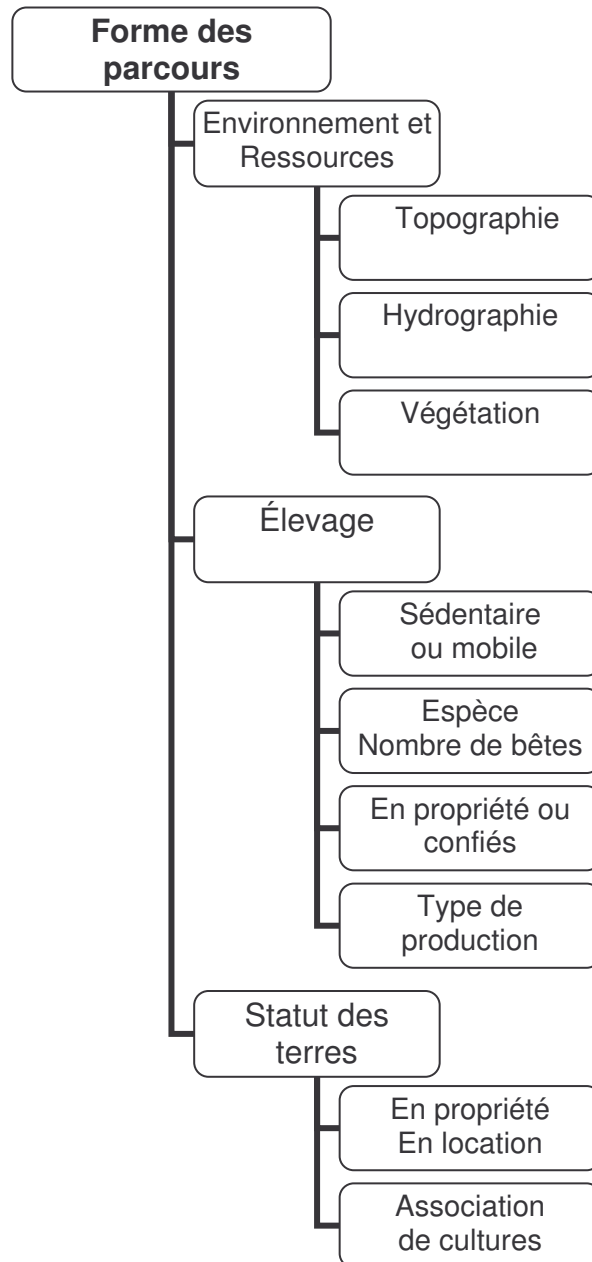 Forme des
parcours
Environnement et
Ressources
Topographie
Hydrographie
Végétation
Élevage
Sédentaire
ou mobile
Espèce
Nombre de bêtes
En propriété ou
confiés
Type de
production
Statut des
terres
En propriété
En location
Association
de cultures